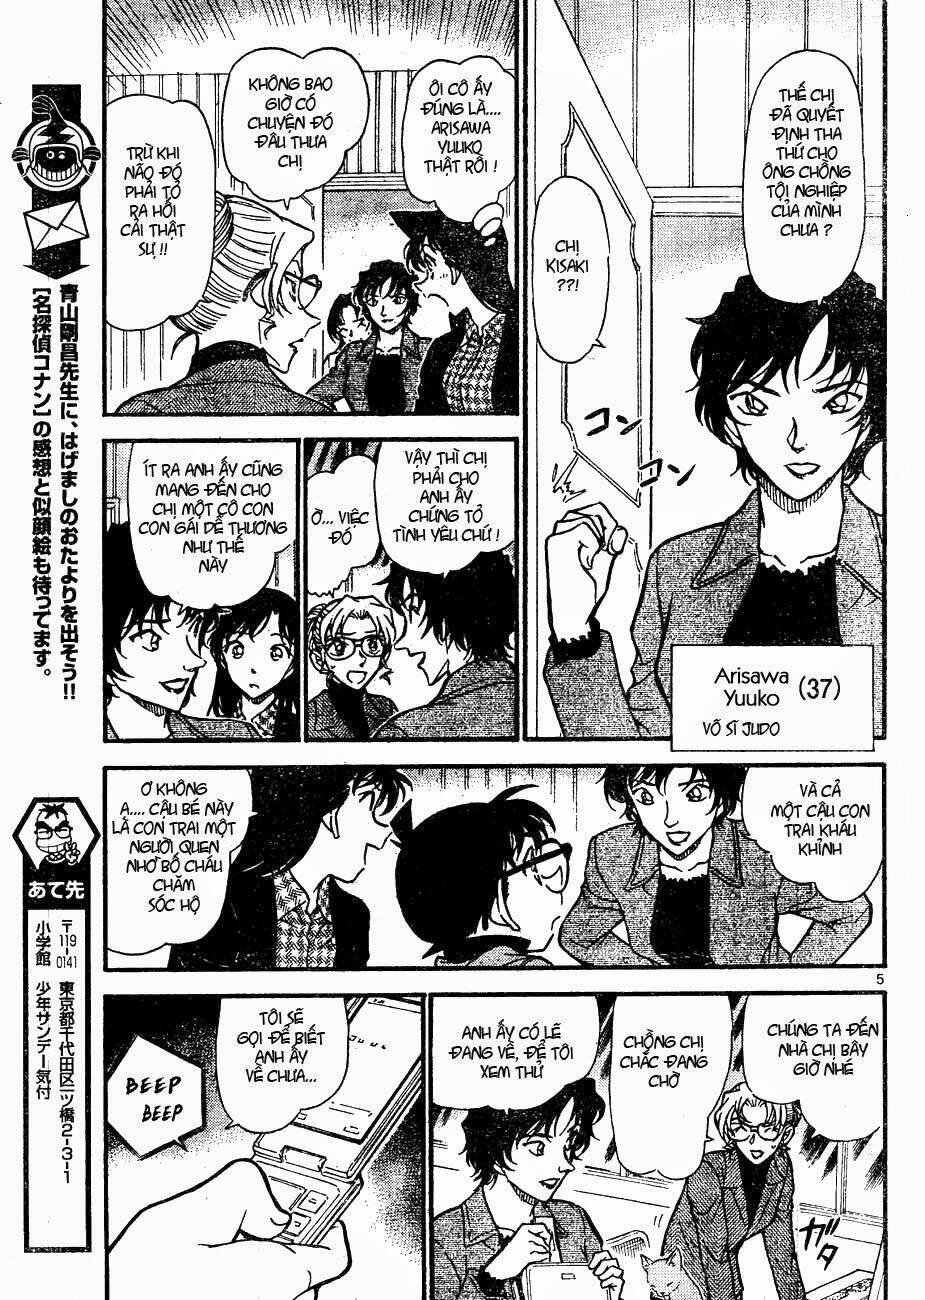 THẾ CHỊ
ĐÃ QUYẾT
ĐỊNH THA
THỨ CHO
ÔNG CHỒNG
TỘI NGHIỆP
CỦA MÌNH
CHƯA ?
CHỊ
KISAKI
??!
コン
コン
Arisawa
Yuuko (37)
VÕ SĨ JUDO
ÔI CÔ ẤY
ĐÚNG LÀ....
ARISAWA
YUUKO
THẬT RỒI !
KHÔNG BAO
GIỜ CÓ
CHUYỆN ĐÓ
ĐÂU THƯA
CHỊ
TRỪ KHI
NÃO ĐÓ
PHẢI TỎ
RA HỐI
CẢI THẬT
SỰ !!
VẬY THÌ CHỊ
PHẢI CHO
ANH ẤY
CHỨNG TỎ
TÌNH YÊU CHỨ !
Ờ... VIỆC
ĐÓ
ÍT RA ANH ẤY CŨNG
MANG ĐẾN CHO
CHỊ MỘT CÔ CON
CON GÁI DỄ THƯƠNG
NHƯ THẾ
NÀY
VÀ CẢ
MỘT CẬU CON
TRAI KHÁU
KHỈNH
Ơ KHÔNG
Ạ.... CẬU BÉ NÀY
LÀ CON TRAI MỘT
NGƯỜI QUEN
NHỜ BỐ CHÁU
CHĂM
SÓC HỘ
5
CHÚNG TA ĐẾN
NHÀ CHỊ BÂY
GIỜ NHÉ
CHỒNG CHỊ
CHẮC ĐANG
CHỜ
ガタ
ANH ẤY CÓ LẼ
ĐANG VỀ, ĐỂ TÔI
XEM THỬ
TÔI SẼ
GỌI ĐỂ BIẾT
ANH ẤY
VỀ CHƯA...
BEEP
BEEP
青山剛昌先生に、はげましのおたよりを出そう!!
[名探偵コナン]の感想と似顔絵も待ってます。
あて先
〒119-0141 東京都千代田区一ツ橋2-3-1
小学館 少年サンデー気付